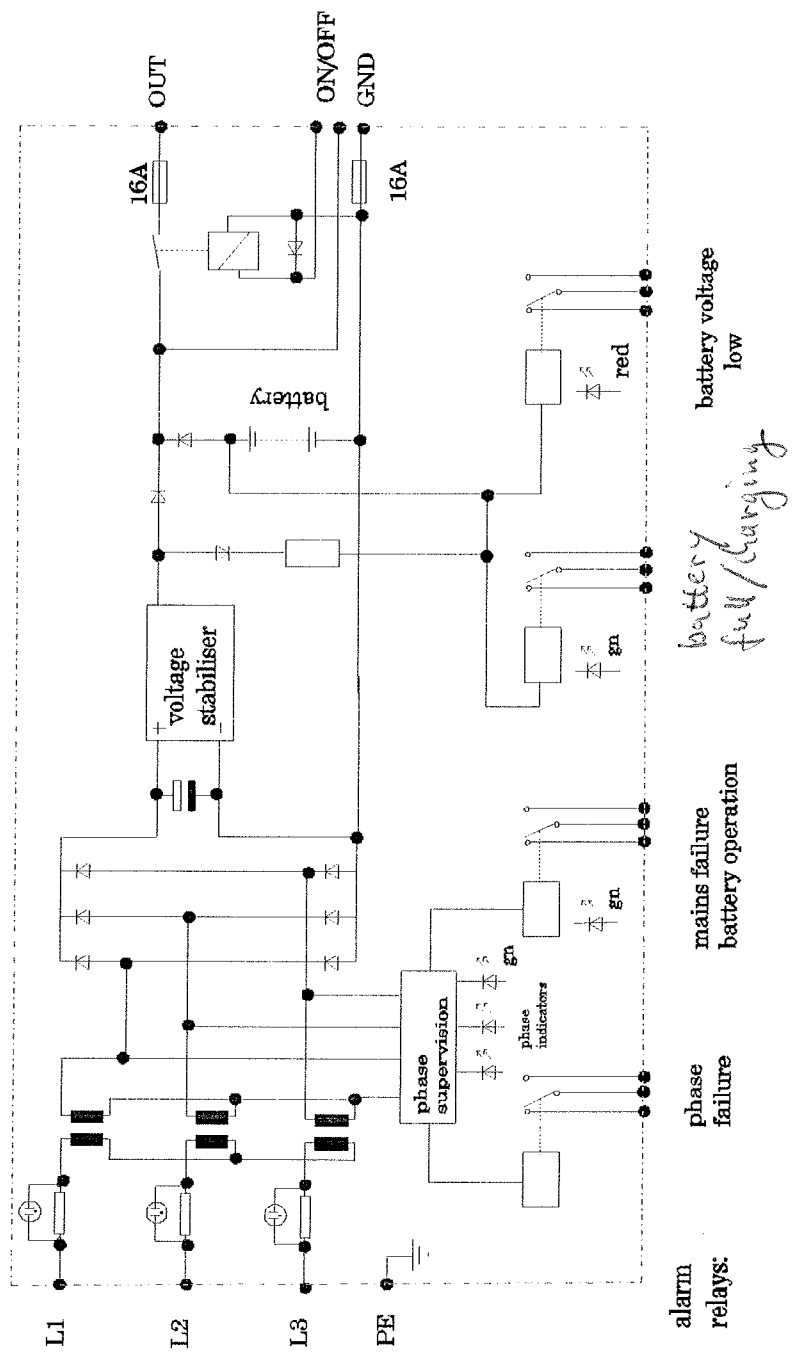 L1
L2
L3
PE
OUT
ON/OFF
GND
16A
16A
+
voltage
stabiliser
-
battery
phase
supervision
gn
phase
indicators
gn
gn
red
alarm
relays:
phase
failure
mains failure
battery operation
battery
full/charging
battery voltage
low